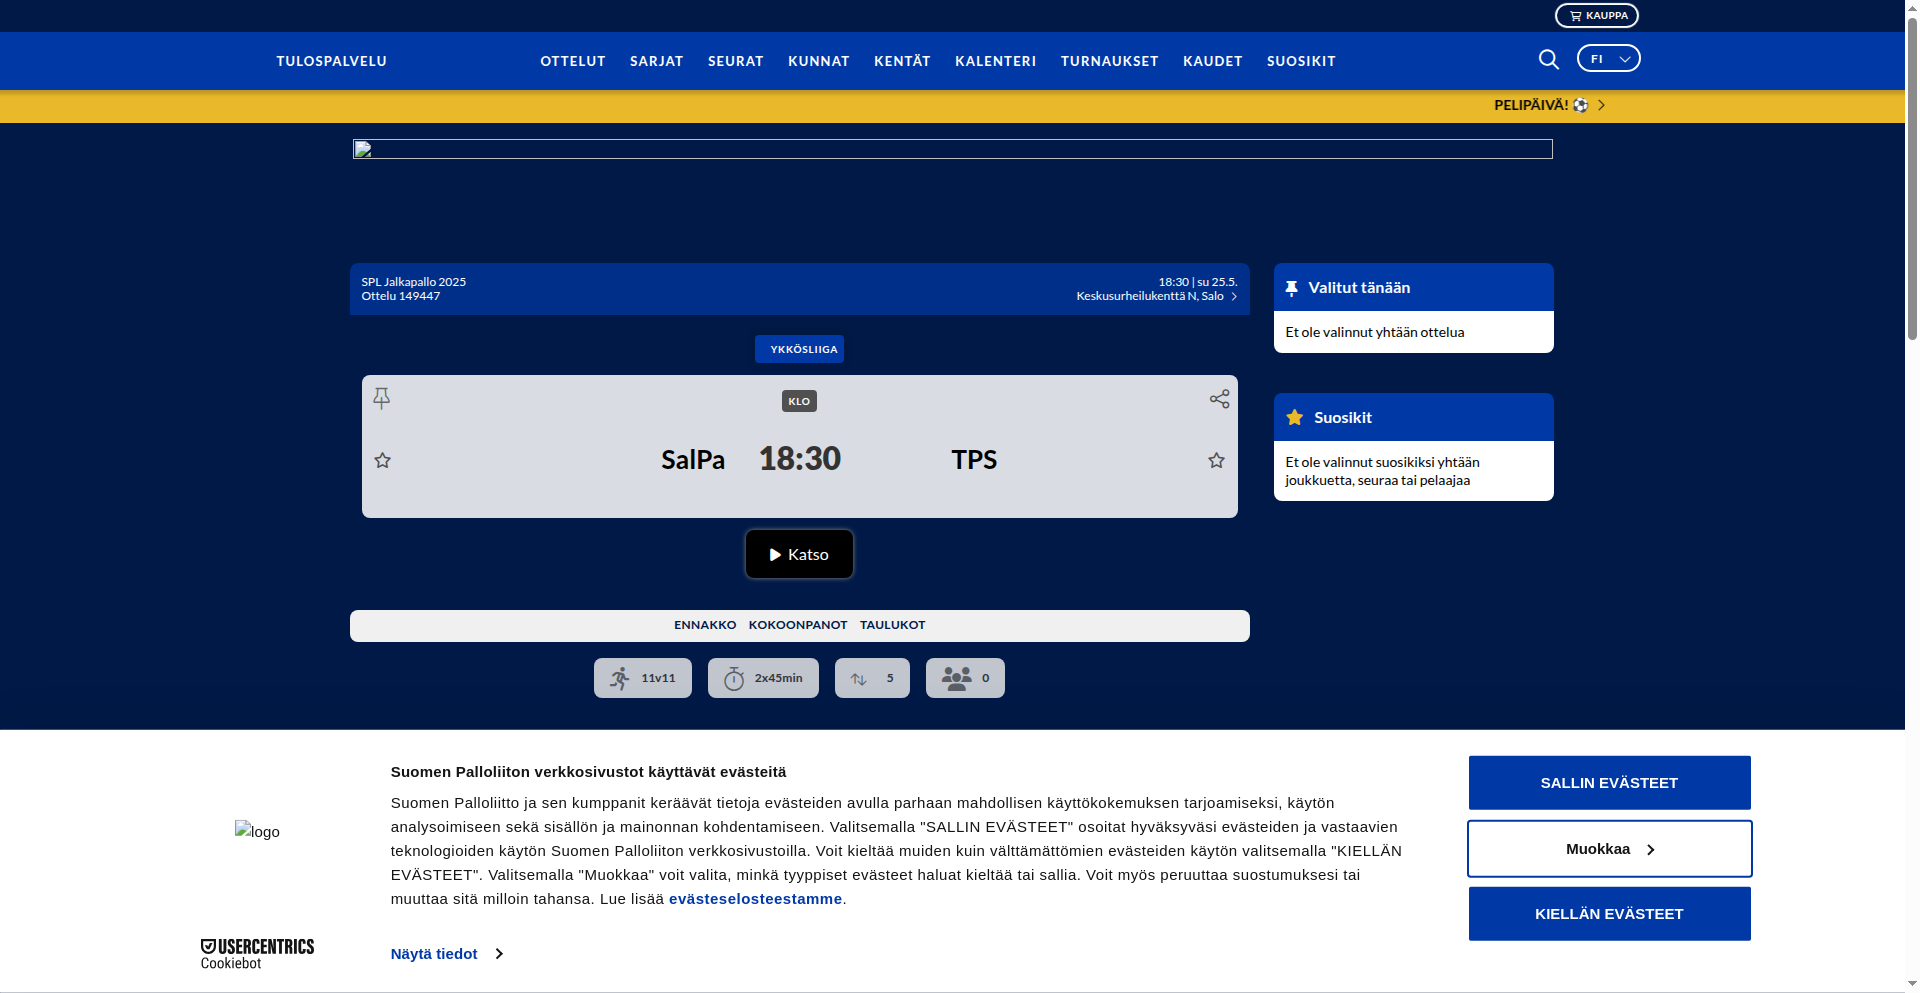 KAUPPA
TULOSPALVELU
OTTELUT SARJAT SEURAT KUNNAT KENTÄT KALENTERI TURNAUKSET KAUDET SUOSIKIT
FI
PELIPÄIVÄ! ⚽
SPL Jalkapallo 2025
Ottelu 149447
18:30 | su 25.5.
Keskusurheilukenttä N, Salo
YKKÖSLIIGA
KLO
SalPa 18:30 TPS
Katso
ENNAKKO KOKOONPANOT TAULUKOT
11v11 2x45min 5 0
Valitut tänään
Et ole valinnut yhtään ottelua
Suosikit
Et ole valinnut suosikiksi yhtään
joukkuetta, seuraa tai pelaajaa
logo
USERCENTRICS
Cookiebot
Suomen Palloliiton verkkosivustot käyttävät evästeitä
Suomen Palloliitto ja sen kumppanit keräävät tietoja evästeiden avulla parhaan mahdollisen käyttökokemuksen tarjoamiseksi, käytön
analysoimiseen sekä sisällön ja mainonnan kohdentamiseen. Valitsemalla "SALLIN EVÄSTEET" osoitat hyväksyväsi evästeiden ja vastaavien
teknologioiden käytön Suomen Palloliiton verkkosivustoilla. Voit kieltää muiden kuin välttämättömien evästeiden käytön valitsemalla "KIELLÄN
EVÄSTEET". Valitsemalla "Muokkaa" voit valita, minkä tyyppiset evästeet haluat kieltää tai sallia. Voit myös peruuttaa suostumuksesi tai
muuttaa sitä milloin tahansa. Lue lisää evästeselosteestamme.
Näytä tiedot
SALLIN EVÄSTEET
Muokkaa
KIELLÄN EVÄSTEET